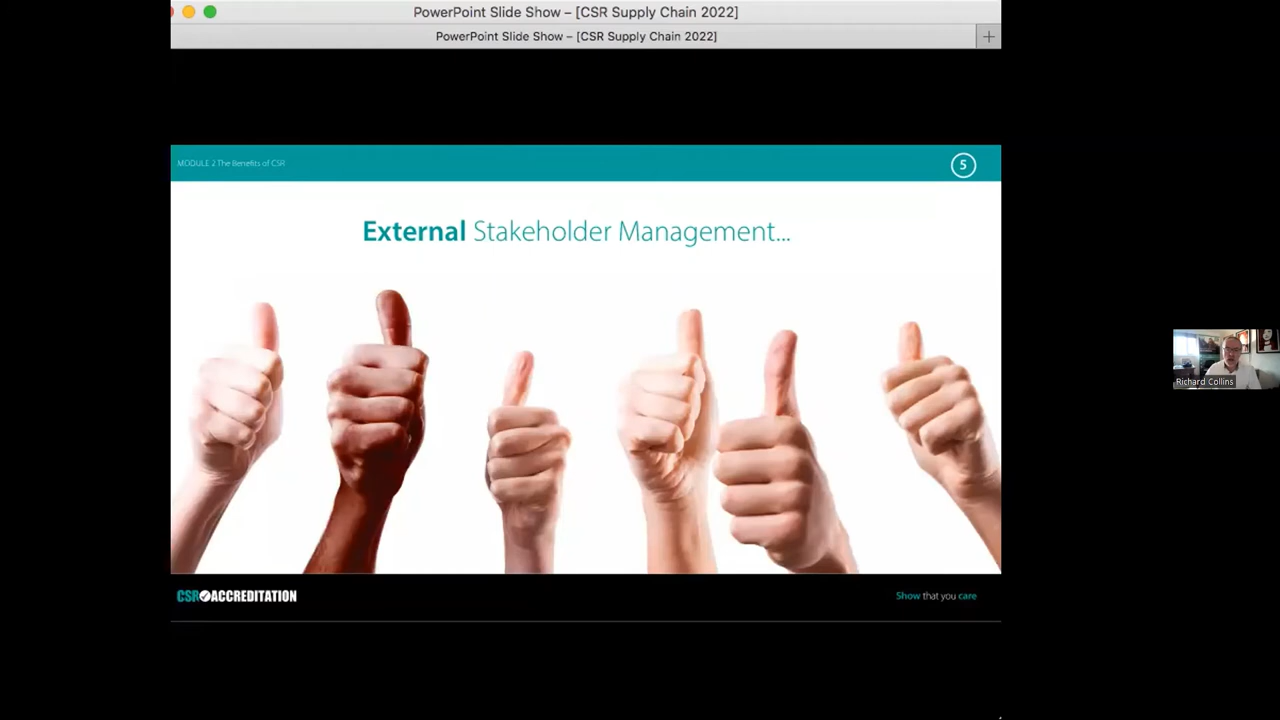 PowerPoint Slide Show – [CSR Supply Chain 2022]
PowerPoint Slide Show – [CSR Supply Chain 2022]
MODULE 2 The Benefits of CSR
5
External Stakeholder Management...
Richard Collins
CSR ACCREDITATION
Show that you care